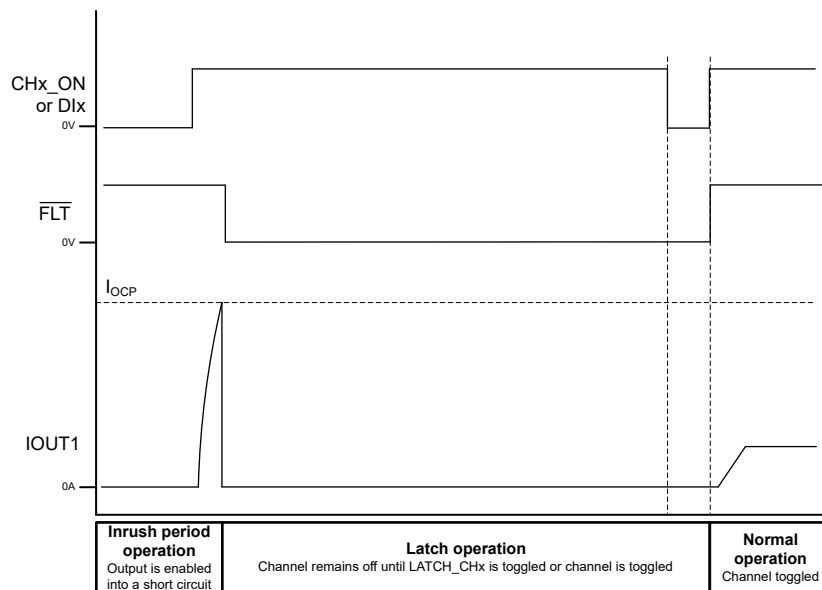 CHx_ON
or DIx
0V
FLT
0V
IOCP
IOUT1
0A
Inrush period
operation
Output is enabled
into a short circuit
Latch operation
Channel remains off until LATCH_CHx is toggled or channel is toggled
Normal
operation
Channel toggled